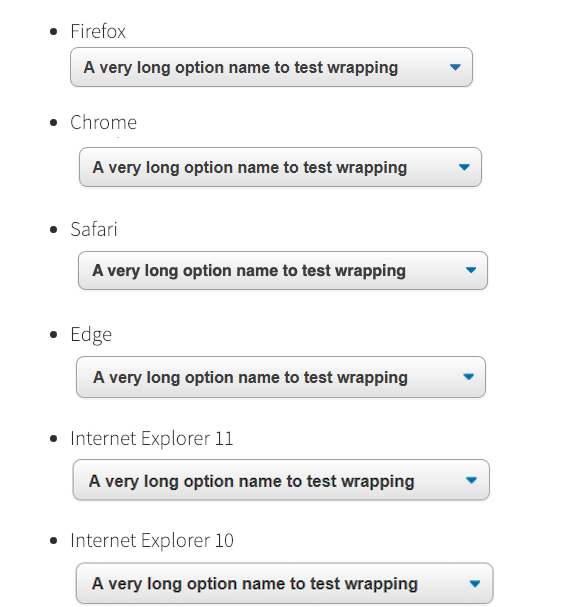 Firefox
A very long option name to test wrapping
Chrome
A very long option name to test wrapping
Safari
A very long option name to test wrapping
Edge
A very long option name to test wrapping
Internet Explorer 11
A very long option name to test wrapping
Internet Explorer 10
A very long option name to test wrapping